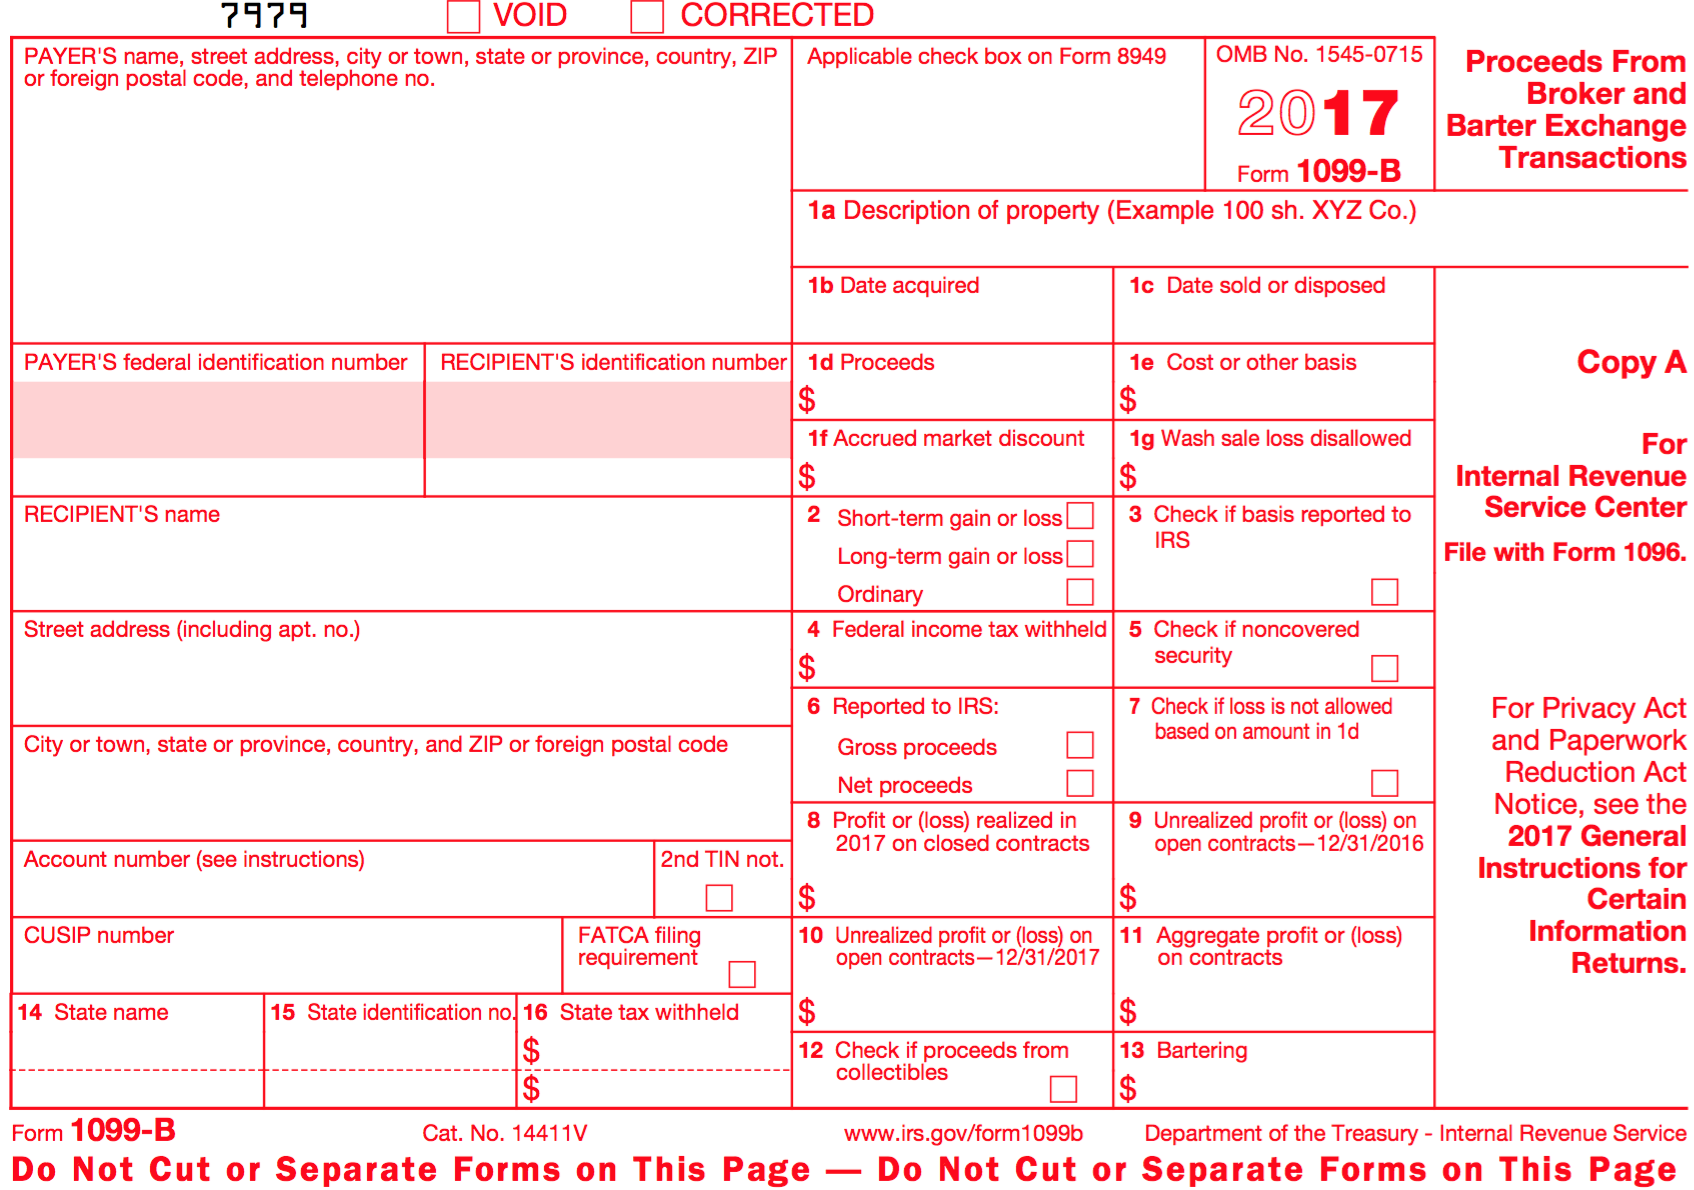 7979 VOID CORRECTED
PAYER'S name, street address, city or town, state or province, country, ZIP
or foreign postal code, and telephone no.
Applicable check box on Form 8949
OMB No. 1545-0715
2017
Form 1099-B
Proceeds From
Broker and
Barter Exchange
Transactions
1a Description of property (Example 100 sh. XYZ Co.)
1b Date acquired
1c Date sold or disposed
PAYER'S federal identification number
RECIPIENT'S identification number
1d Proceeds
$
1e Cost or other basis
$
Copy A
1f Accrued market discount
$
1g Wash sale loss disallowed
$
For
Internal Revenue
Service Center
File with Form 1096.
RECIPIENT'S name
2 Short-term gain or loss
Long-term gain or loss
Ordinary
3 Check if basis reported to
IRS
Street address (including apt. no.)
4 Federal income tax withheld
$
5 Check if noncovered
security
City or town, state or province, country, and ZIP or foreign postal code
6 Reported to IRS:
Gross proceeds
Net proceeds
7 Check if loss is not allowed
based on amount in 1d
For Privacy Act
and Paperwork
Reduction Act
Notice, see the
2017 General
Instructions for
Certain
Information
Returns.
8 Profit or (loss) realized in
2017 on closed contracts
$
9 Unrealized profit or (loss) on
open contracts—12/31/2016
$
Account number (see instructions)
2nd TIN not.
CUSIP number
FATCA filing
requirement
10 Unrealized profit or (loss) on
open contracts—12/31/2017
$
11 Aggregate profit or (loss)
on contracts
$
14 State name
15 State identification no.
16 State tax withheld
$
$
12 Check if proceeds from
collectibles
13 Bartering
$
Form 1099-B Cat. No. 14411V www.irs.gov/form1099b Department of the Treasury - Internal Revenue Service
Do Not Cut or Separate Forms on This Page — Do Not Cut or Separate Forms on This Page